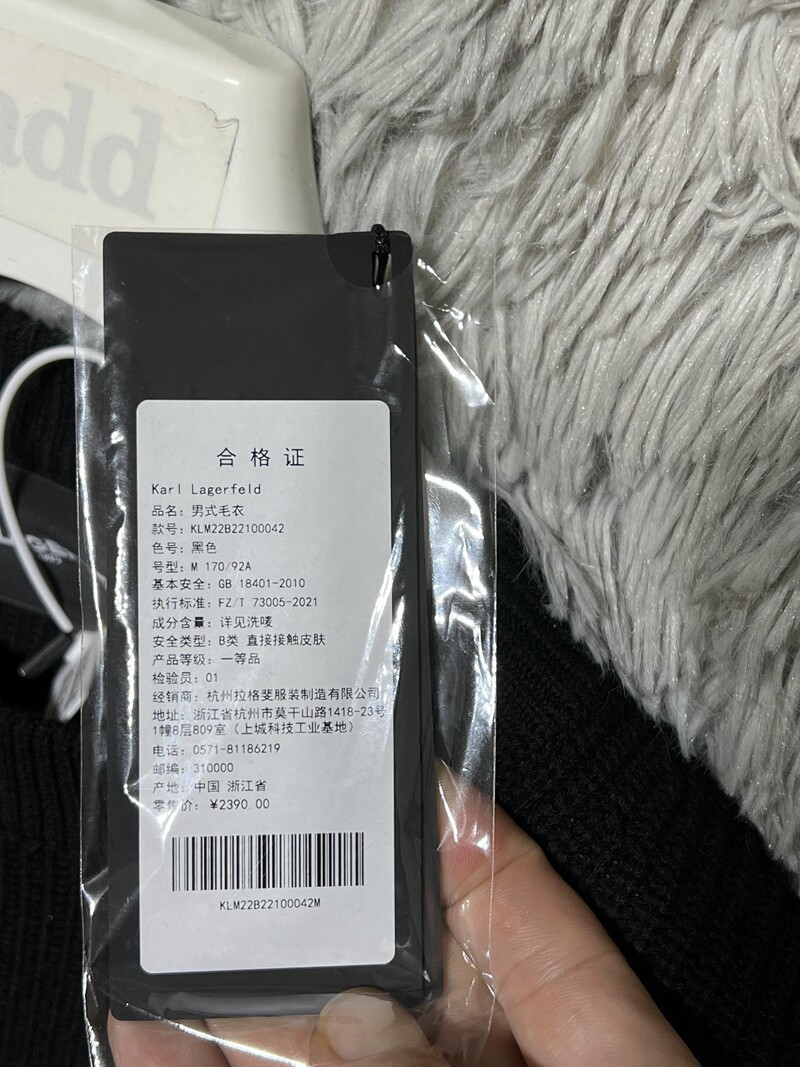 add
合格证
Karl Lagerfeld
品名: 男式毛衣
款号: KLM22B22100042
色号: 黑色
号型: M 170/92A
基本安全: GB 18401-2010
执行标准: FZ/T 73005-2021
成分含量: 详见洗唛
安全类型: B类 直接接触皮肤
产品等级: 一等品
检验员: 01
经销商: 杭州拉格斐服装制造有限公司
地址: 浙江省杭州市莫干山路1418-23号
1幢8层809室（上城科技工业基地）
电话: 0571-81186219
邮编: 310000
产地: 中国 浙江省
零售价: ¥2390.00
KLM22B22100042M